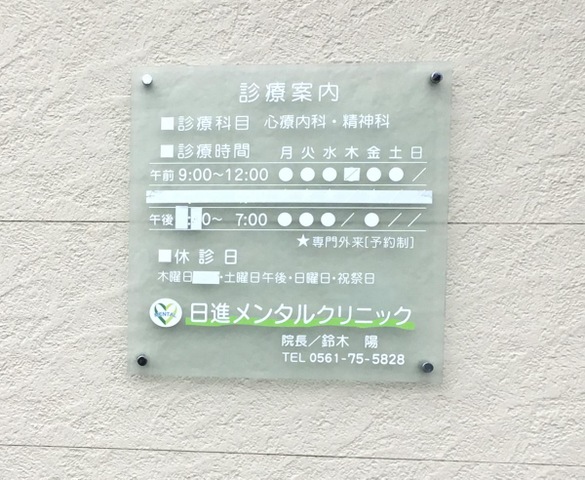 診療案内
■診療科目 心療内科・精神科
■診療時間 月 火 水 木 金 土 日
午前 9:00〜12:00 ● ● ● ／ ● ● ／
午後 0〜 7:00 ● ● ● ／ ● ／ ／
★専門外来[予約制]
■休診日
木曜日 ・土曜日午後・日曜日・祝祭日
MENTAL 日進メンタルクリニック
院長／鈴木 陽
TEL 0561-75-5828